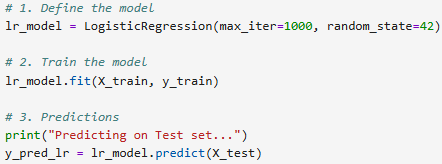 # 1. Define the model
lr_model = LogisticRegression(max_iter=1000, random_state=42)
# 2. Train the model
lr_model.fit(X_train, y_train)
# 3. Predictions
print("Predicting on Test set...")
y_pred_lr = lr_model.predict(X_test)